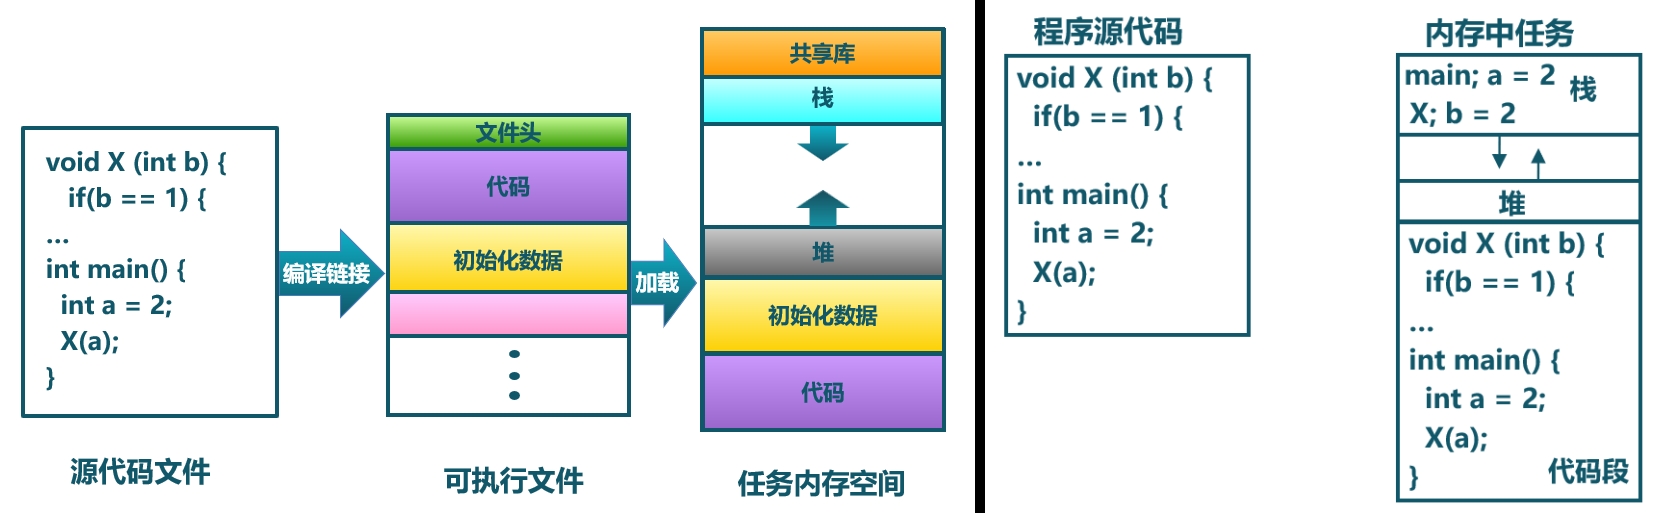 void X (int b) {
if(b == 1) {
...
int main() {
int a = 2;
X(a);
}
源代码文件
编译链接
文件头
代码
初始化数据
可执行文件
加载
共享库
栈
堆
初始化数据
代码
任务内存空间
程序源代码
void X (int b) {
if(b == 1) {
...
int main() {
int a = 2;
X(a);
}
内存中任务
main; a = 2
栈
X; b = 2
堆
void X (int b) {
if(b == 1) {
...
int main() {
int a = 2;
X(a);
}
代码段